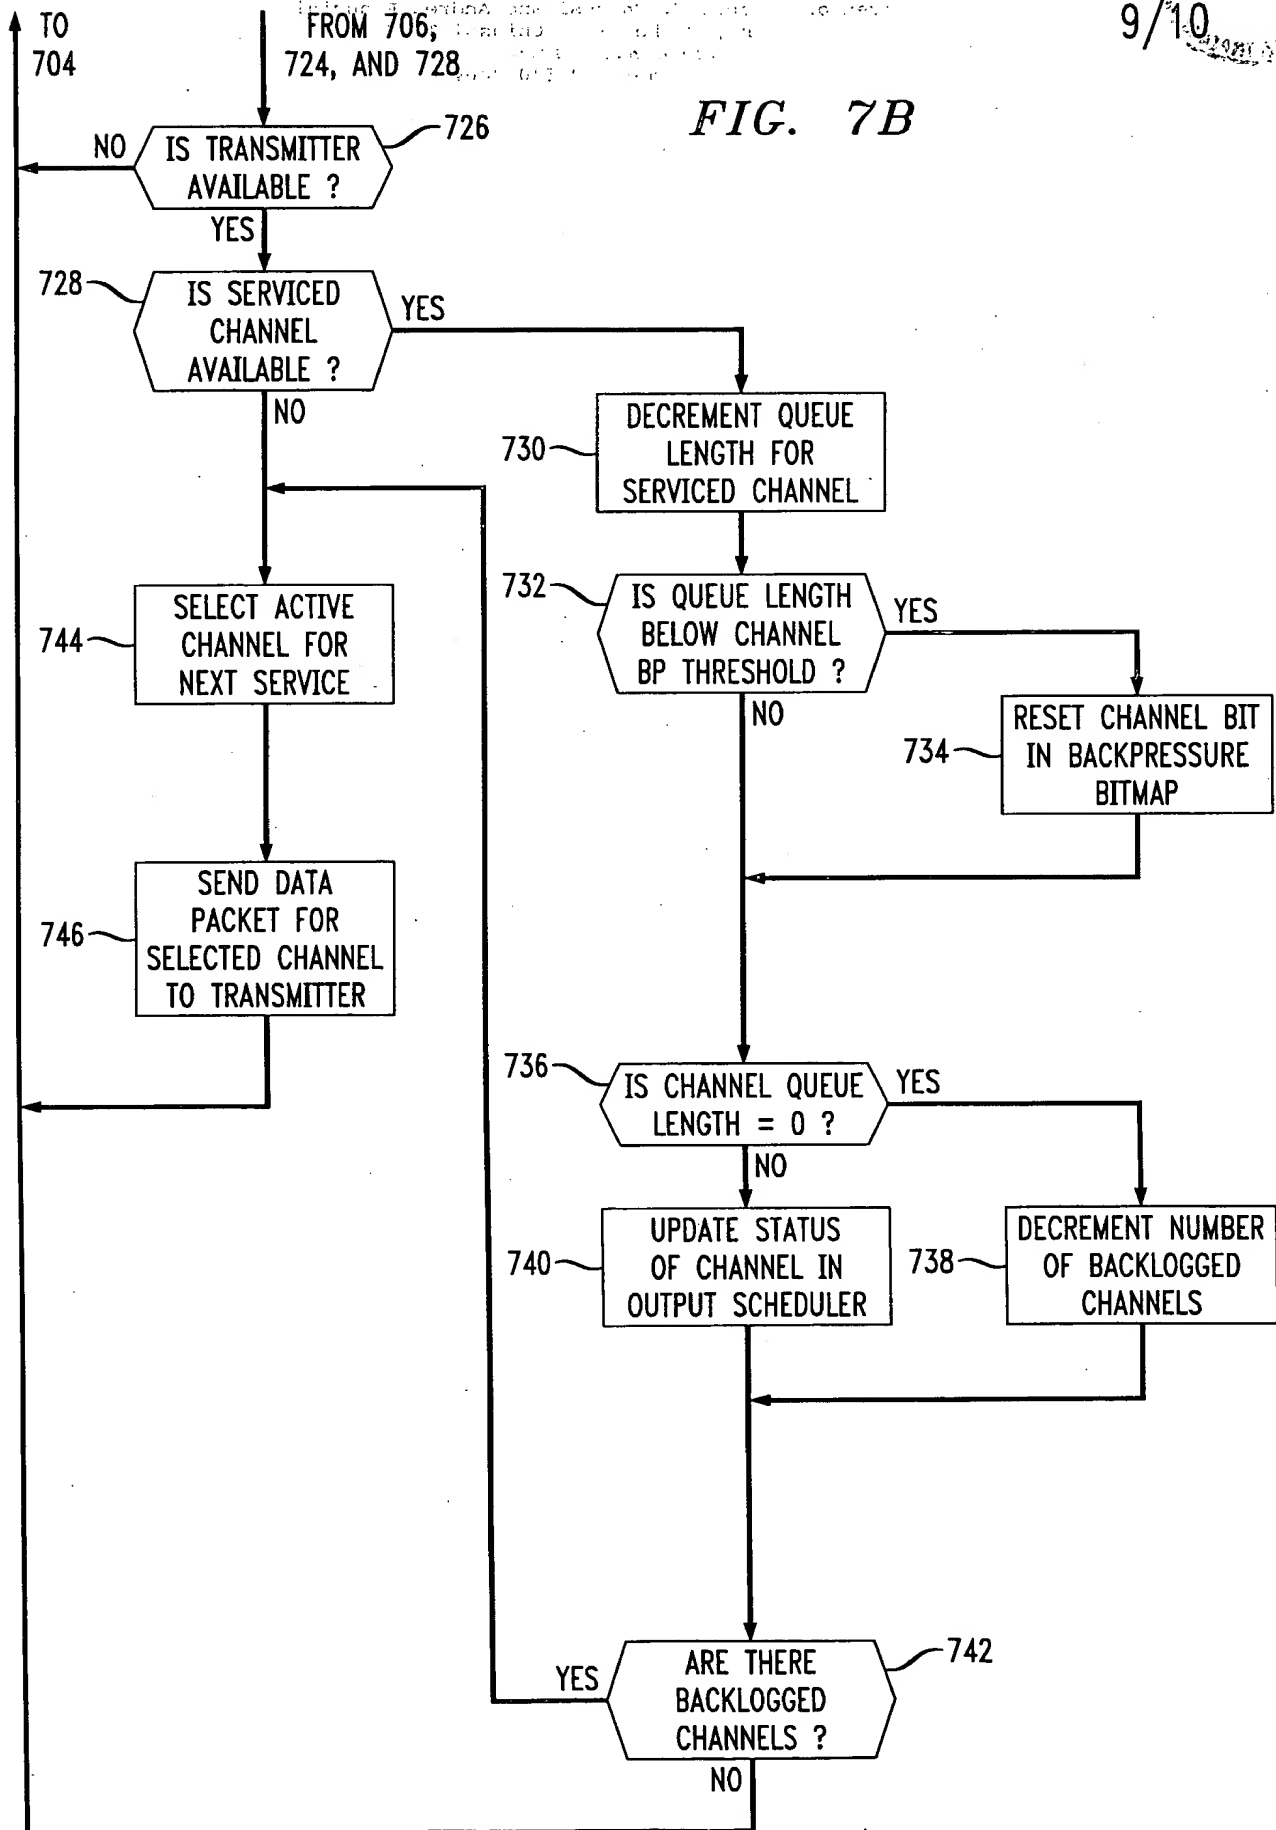 TO
704
FROM 706,
724, AND 728
9/10
FIG. 7B
726
NO
IS TRANSMITTER
AVAILABLE ?
YES
728
IS SERVICED
CHANNEL
AVAILABLE ?
YES
NO
730
DECREMENT QUEUE
LENGTH FOR
SERVICED CHANNEL
732
IS QUEUE LENGTH
BELOW CHANNEL
BP THRESHOLD ?
YES
NO
744
SELECT ACTIVE
CHANNEL FOR
NEXT SERVICE
734
RESET CHANNEL BIT
IN BACKPRESSURE
BITMAP
746
SEND DATA
PACKET FOR
SELECTED CHANNEL
TO TRANSMITTER
736
IS CHANNEL QUEUE
LENGTH = 0 ?
YES
NO
740
UPDATE STATUS
OF CHANNEL IN
OUTPUT SCHEDULER
738
DECREMENT NUMBER
OF BACKLOGGED
CHANNELS
742
YES
ARE THERE
BACKLOGGED
CHANNELS ?
NO